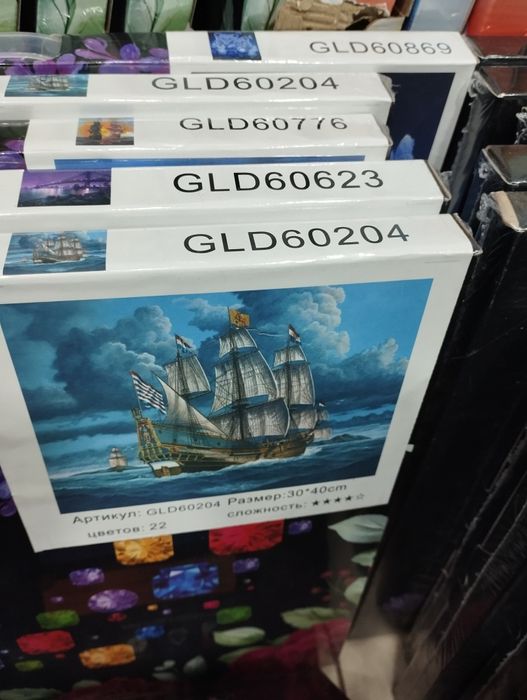 GLD60869
GLD60204
GLD60776
GLD60623
GLD60204
Артикул: GLD60204 Размер:30*40cm
цветов: 22 сложность: ★★★★☆